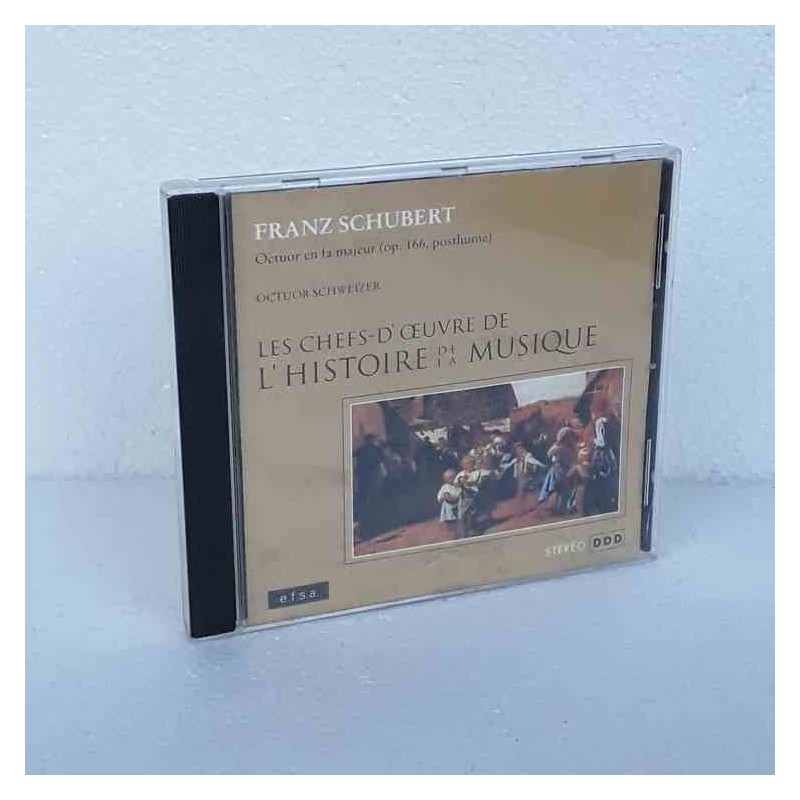 FRANZ SCHUBERT
Octuor en fa majeur (op. 166, posthume)
OCTUOR SCHWEIZER
LES CHEFS-D'ŒUVRE DE
L'HISTOIRE DE LA MUSIQUE
STEREO DDD
e.f.s.a.